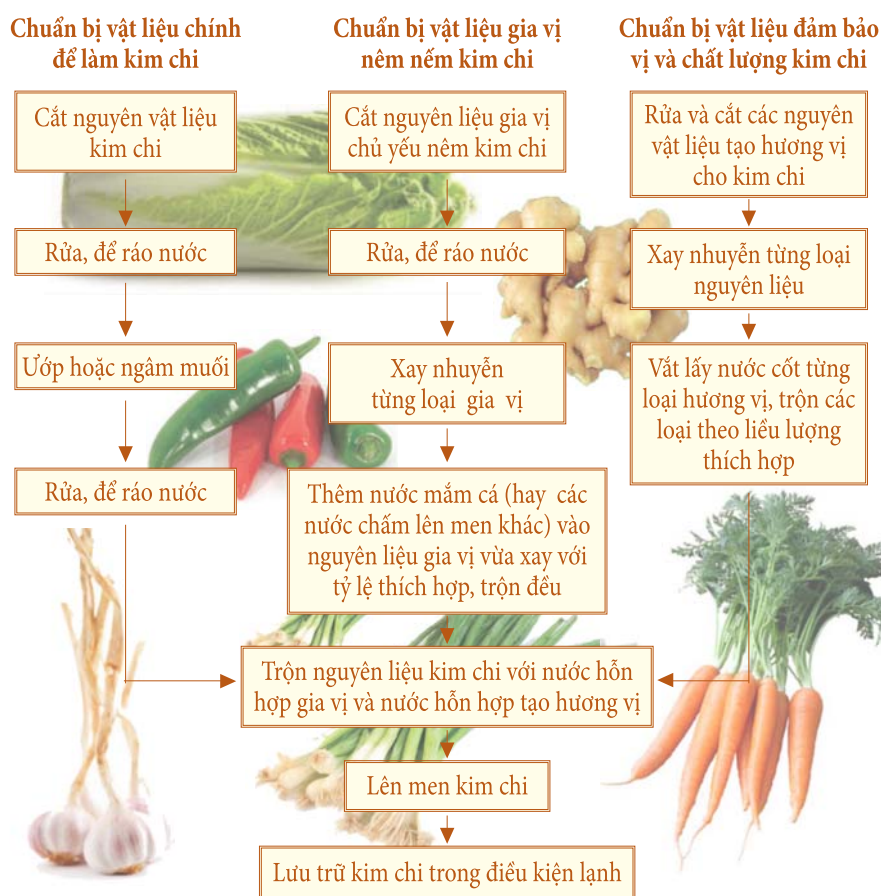 Chuẩn bị vật liệu chính
để làm kim chi
Cắt nguyên vật liệu
kim chi
Rửa, để ráo nước
Ướp hoặc ngâm muối
Rửa, để ráo nước
Chuẩn bị vật liệu gia vị
nêm nếm kim chi
Cắt nguyên liệu gia vị
chủ yếu nêm kim chi
Rửa, để ráo nước
Xay nhuyễn
từng loại gia vị
Thêm nước mắm cá (hay các
nước chấm lên men khác) vào
nguyên liệu gia vị vừa xay với
tỷ lệ thích hợp, trộn đều
Chuẩn bị vật liệu đảm bảo
vị và chất lượng kim chi
Rửa và cắt các nguyên
vật liệu tạo hương vị
cho kim chi
Xay nhuyễn từng loại
nguyên liệu
Vắt lấy nước cốt từng
loại hương vị, trộn các
loại theo liều lượng
thích hợp
Trộn nguyên liệu kim chi với nước hỗn
hợp gia vị và nước hỗn hợp tạo hương vị
Lên men kim chi
Lưu trữ kim chi trong điều kiện lạnh